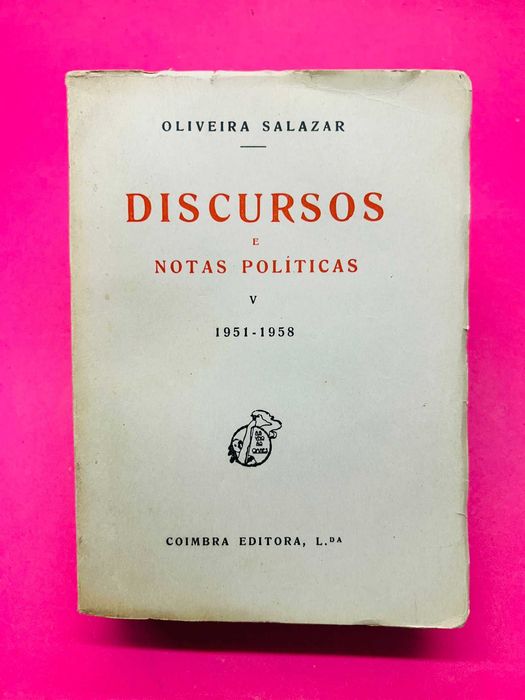 OLIVEIRA SALAZAR
DISCURSOS
E
NOTAS POLÍTICAS
V
1951-1958
COIMBRA EDITORA, L.DA